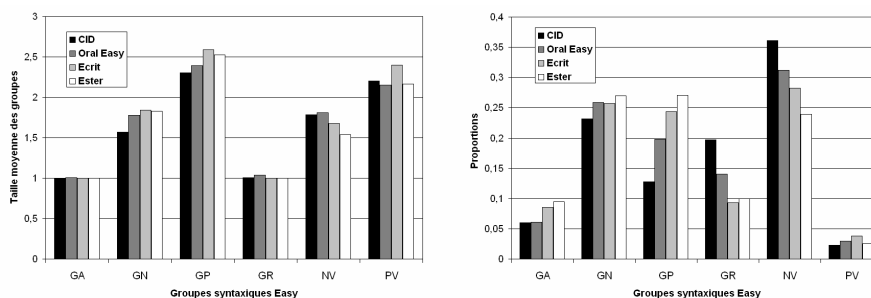 Taille moyenne des groupes
3
2,5
2
1,5
1
0,5
0
CID
Oral Easy
Ecrit
Ester
GA GN GP GR NV PV
Groupes syntaxiques Easy
Proportions
0,4
0,35
0,3
0,25
0,2
0,15
0,1
0,05
0
CID
Oral Easy
Ecrit
Ester
GA GN GP GR NV PV
Groupes syntaxiques Easy